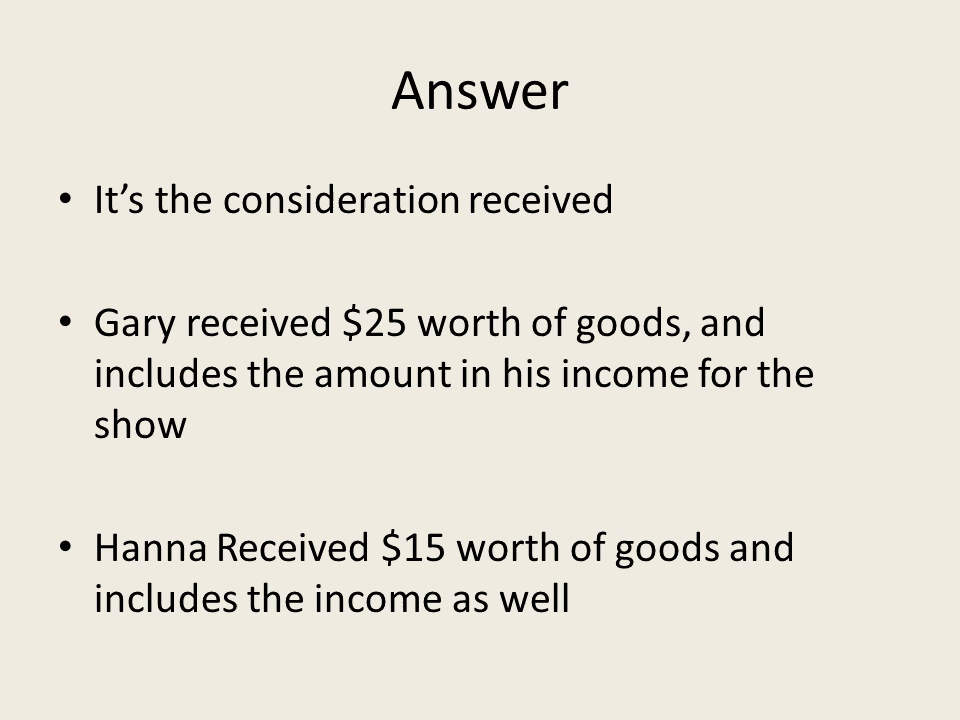 Answer
• It’s the consideration received
• Gary received $25 worth of goods, and
includes the amount in his income for the
show
• Hanna Received $15 worth of goods and
includes the income as well